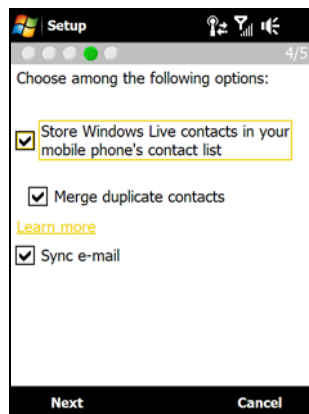 Setup
4/5
Choose among the following options:
Store Windows Live contacts in your
mobile phone's contact list
Merge duplicate contacts
Learn more
Sync e-mail
Next Cancel